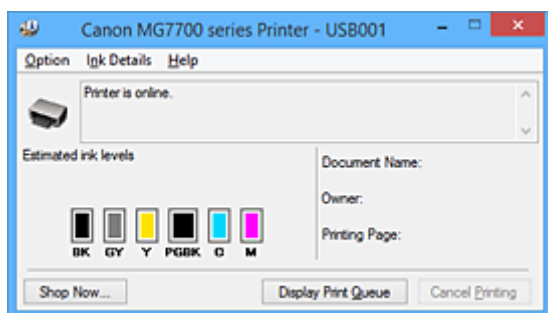 Canon MG7700 series Printer - USB001
Option Ink Details Help
Printer is online.
Estimated ink levels
Document Name:
Owner:
Printing Page:
BK GY Y PGBK C M
Shop Now... Display Print Queue Cancel Printing